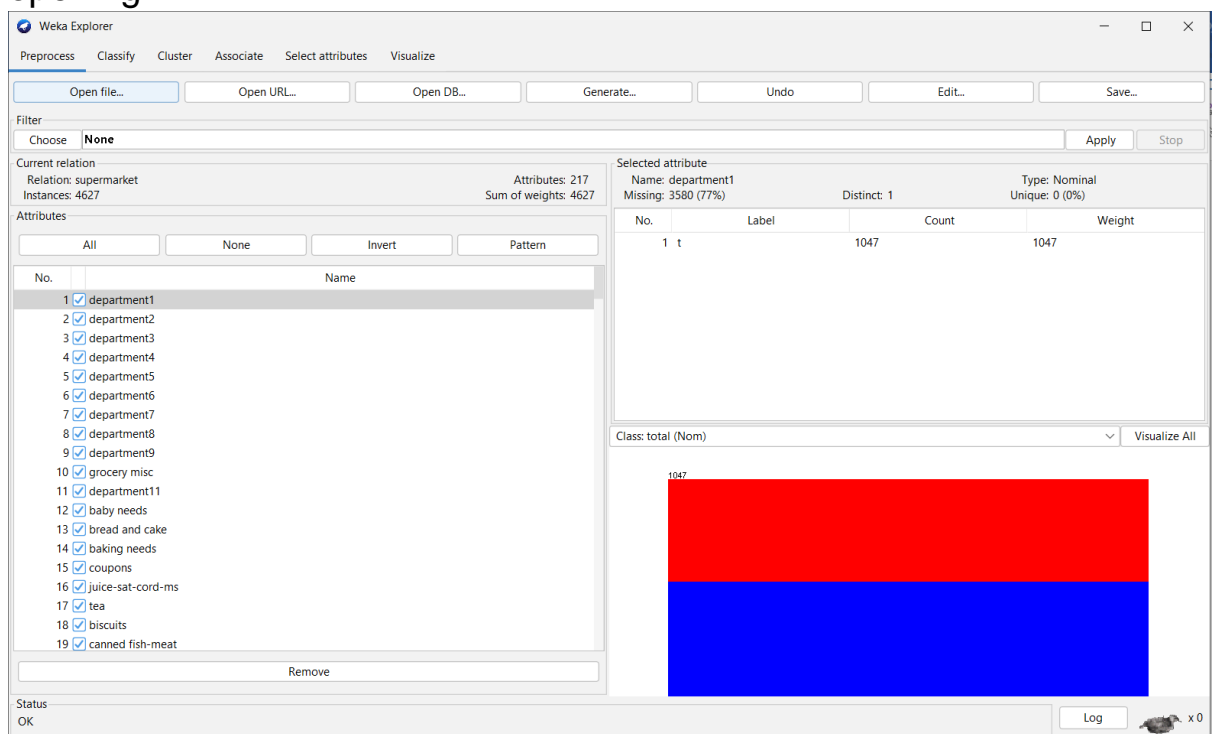 Weka Explorer
Preprocess Classify Cluster Associate Select attributes Visualize
Open file... Open URL... Open DB... Generate... Undo Edit... Save...
Filter
Choose None Apply Stop
Current relation
Relation: supermarket Attributes: 217
Instances: 4627 Sum of weights: 4627
Attributes
All None Invert Pattern
No. Name
1 department1
2 department2
3 department3
4 department4
5 department5
6 department6
7 department7
8 department8
9 department9
10 grocery misc
11 department11
12 baby needs
13 bread and cake
14 baking needs
15 coupons
16 juice-sat-cord-ms
17 tea
18 biscuits
19 canned fish-meat
Remove
Selected attribute
Name: department1 Type: Nominal
Missing: 3580 (77%) Distinct: 1 Unique: 0 (0%)
No. Label Count Weight
1 t 1047 1047
Class: total (Nom) Visualize All
1047
Status
OK
Log x 0